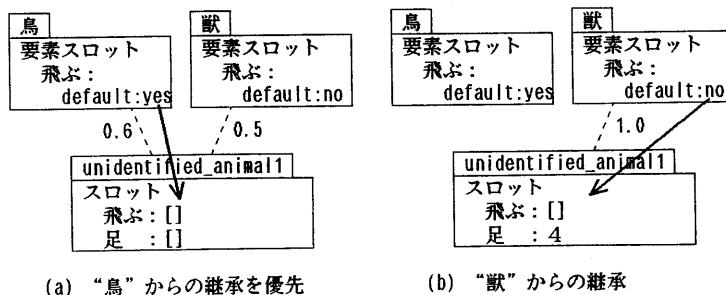 鳥
要素スロット
飛ぶ：
default:yes
獣
要素スロット
飛ぶ：
default:no
0.6
0.5
unidentified_animal1
スロット
飛ぶ：[]
足　：[]
(a) “鳥”からの継承を優先
鳥
要素スロット
飛ぶ：
default:yes
獣
要素スロット
飛ぶ：
default:no
1.0
unidentified_animal1
スロット
飛ぶ：[]
足　：4
(b) “獣”からの継承